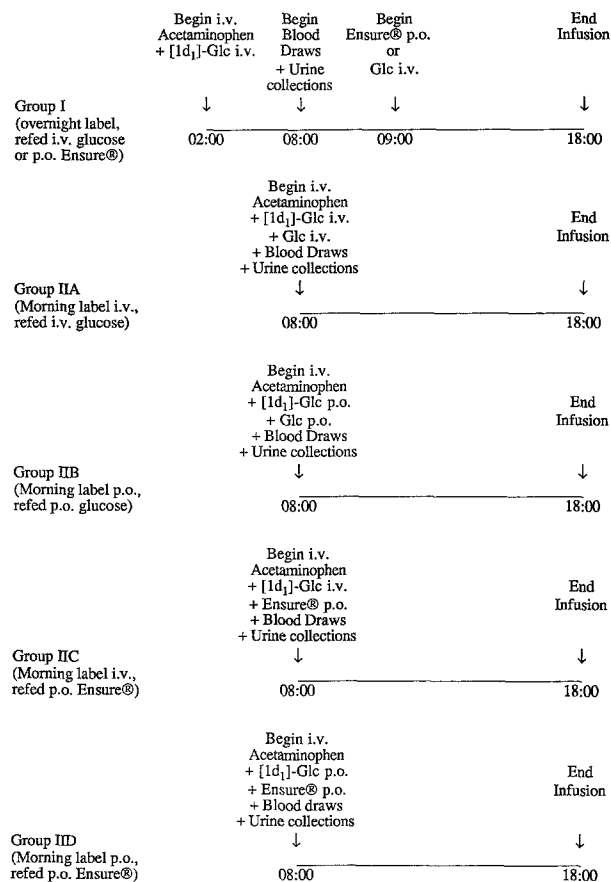 Begin i.v.
Acetaminophen
+ [1d₁]-Glc i.v.
Begin
Blood
Draws
+ Urine
collections
Begin
Ensure® p.o.
or
Glc i.v.
End
Infusion
Group I
(overnight label,
refed i.v. glucose
or p.o. Ensure®)
↓ ↓ ↓ ↓
02:00 08:00 09:00 18:00
Begin i.v.
Acetaminophen
+ [1d₁]-Glc i.v.
+ Glc i.v.
+ Blood Draws
+ Urine collections
End
Infusion
Group IIA
(Morning label i.v.,
refed i.v. glucose)
↓ ↓
08:00 18:00
Begin i.v.
Acetaminophen
+ [1d₁]-Glc p.o.
+ Glc p.o.
+ Blood Draws
+ Urine collections
End
Infusion
Group IIB
(Morning label p.o.,
refed p.o. glucose)
↓ ↓
08:00 18:00
Begin i.v.
Acetaminophen
+ [1d₁]-Glc i.v.
+ Ensure® p.o.
+ Blood Draws
+ Urine collections
End
Infusion
Group IIC
(Morning label i.v.,
refed p.o. Ensure®)
↓ ↓
08:00 18:00
Begin i.v.
Acetaminophen
+ [1d₁]-Glc p.o.
+ Ensure® p.o.
+ Blood draws
+ Urine collections
End
Infusion
Group IID
(Morning label p.o.,
refed p.o. Ensure®)
↓ ↓
08:00 18:00